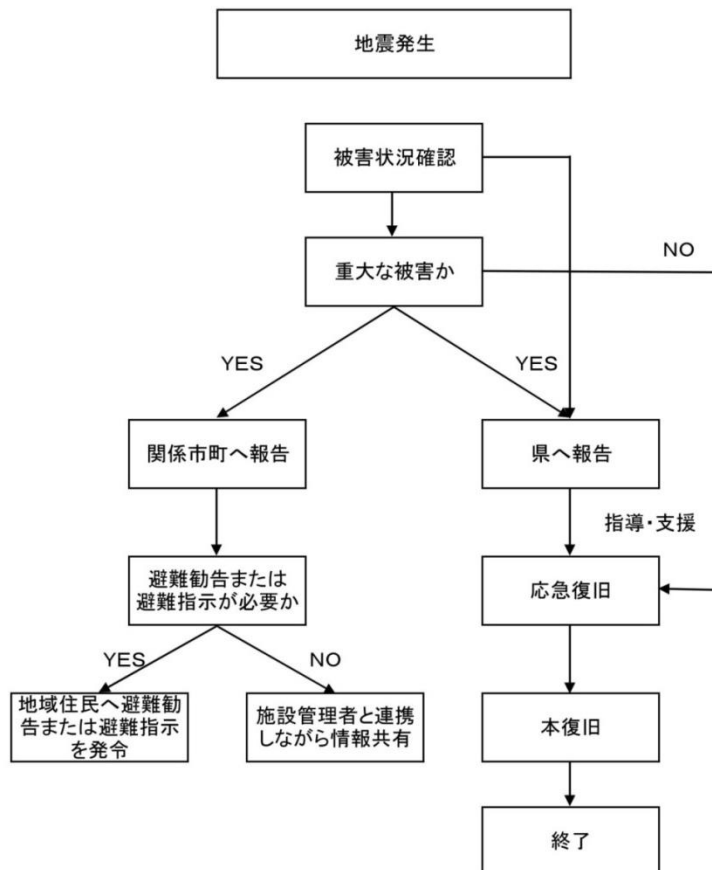 地震発生
被害状況確認
重大な被害か
NO
YES
YES
関係市町へ報告
県へ報告
指導・支援
避難勧告または
避難指示が必要か
応急復旧
YES
NO
地域住民へ避難勧
告または避難指示
を発令
施設管理者と連携
しながら情報共有
本復旧
終了